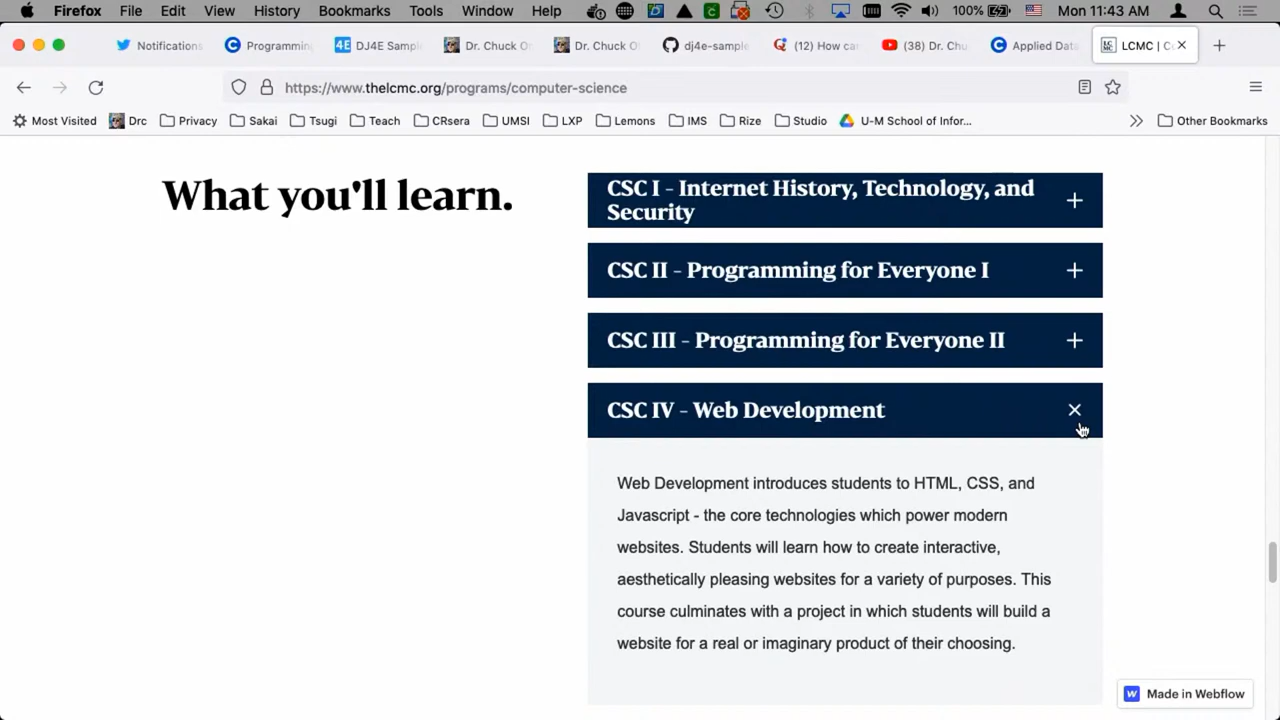 Firefox File Edit View History Bookmarks Tools Window Help 100% Mon 11:43 AM
Notifications Programming DJ4E Sampl Dr. Chuck O Dr. Chuck O dj4e-sample (12) How ca (38) Dr. Chu Applied Dat LCMC | C
https://www.thelcmc.org/programs/computer-science
Most Visited Drc Privacy Sakai Tsugi Teach CRsera UMSI LXP Lemons IMS Rize Studio U-M School of Infor... Other Bookmarks
What you'll learn.
CSC I - Internet History, Technology, and
Security
CSC II - Programming for Everyone I
CSC III - Programming for Everyone II
CSC IV - Web Development
Web Development introduces students to HTML, CSS, and
Javascript - the core technologies which power modern
websites. Students will learn how to create interactive,
aesthetically pleasing websites for a variety of purposes. This
course culminates with a project in which students will build a
website for a real or imaginary product of their choosing.
Made in Webflow